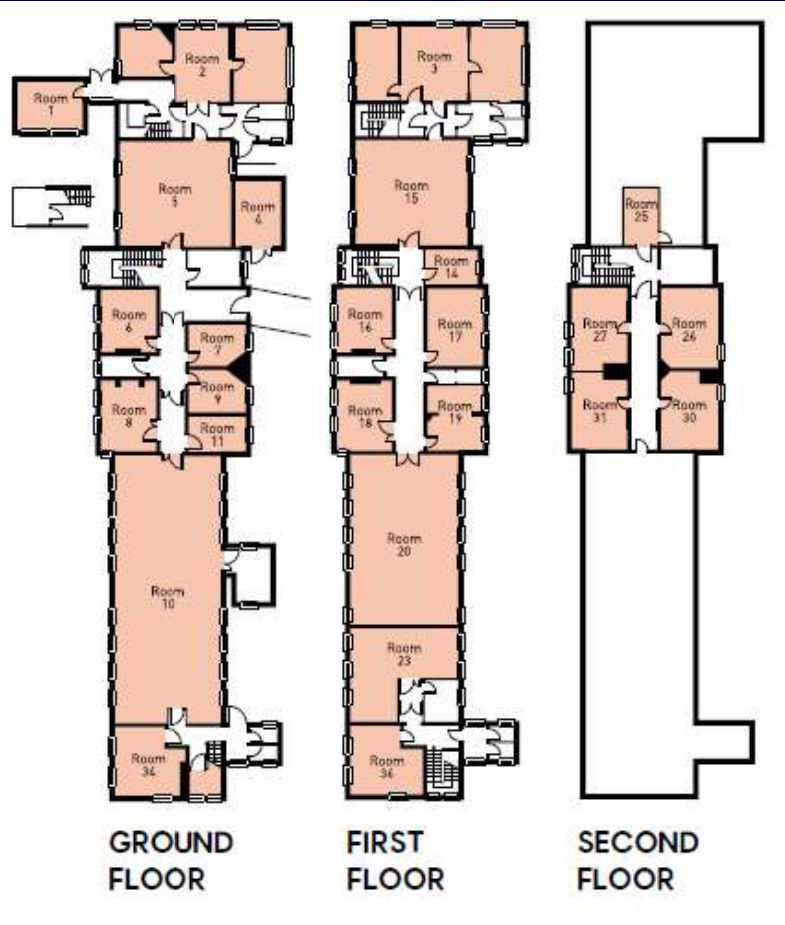 Room
2
Room
1
Room
5
Room
4
Room
6
Room
7
Room
9
Room
8
Room
11
Room
10
Room
34
GROUND
FLOOR
Room
3
Room
15
Room
14
Room
16
Room
17
Room
18
Room
19
Room
20
Room
23
Room
36
FIRST
FLOOR
Room
25
Room
27
Room
26
Room
31
Room
30
SECOND
FLOOR